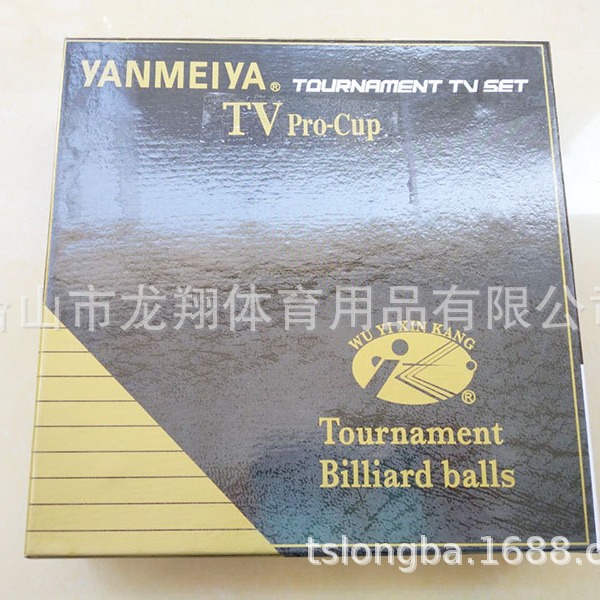 YANMEIYA® TOURNAMENT TV SET
TV Pro-Cup
山市龙翔体育用品有限公
WU YI XIN KANG
®
Tournament
Billiard balls
tslongba.1688.c